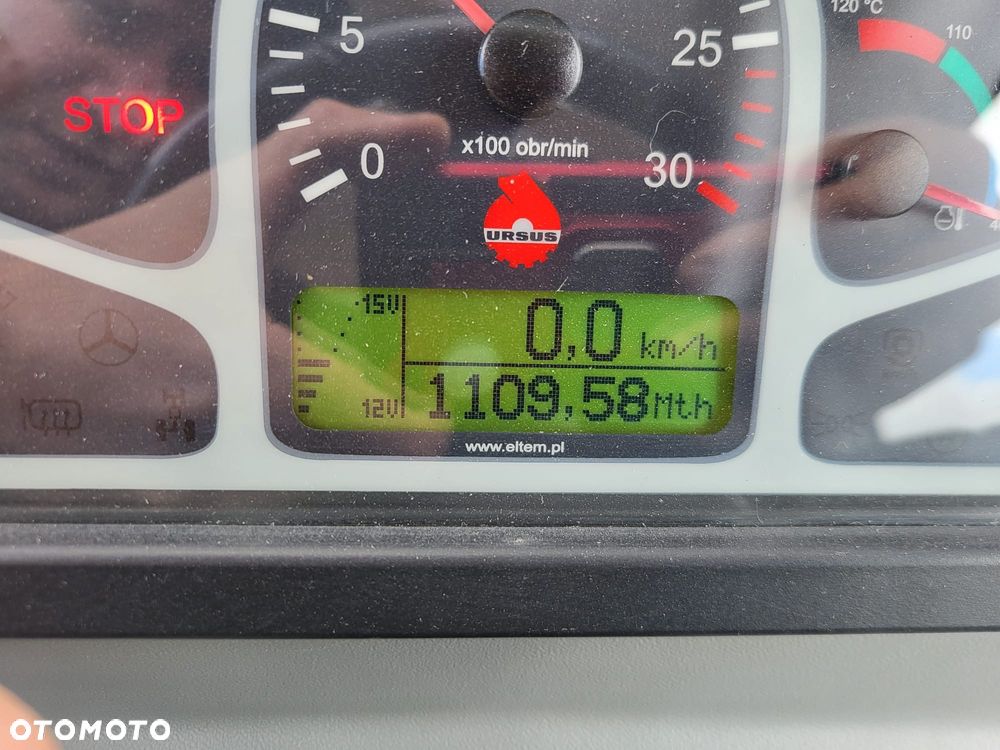 120 °C
5
25
110
STOP
x100 obr/min
0
30
URSUS
15V
0,0 km/h
12V
1109,58 Mth
www.eltem.pl
OTOMOTO